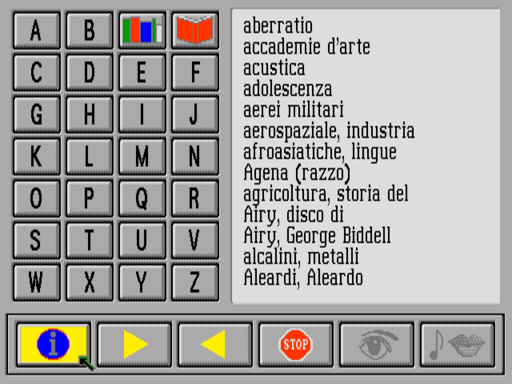 A B
C D E F
G H I J
K L M N
O P Q R
S T U V
W X Y Z
aberratio
accademie d'arte
acustica
adolescenza
aerei militari
aerospaziale, industria
afroasiatiche, lingue
Agena (razzo)
agricoltura, storia del
Airy, disco di
Airy, George Biddell
alcalini, metalli
Aleardi, Aleardo
i
STOP